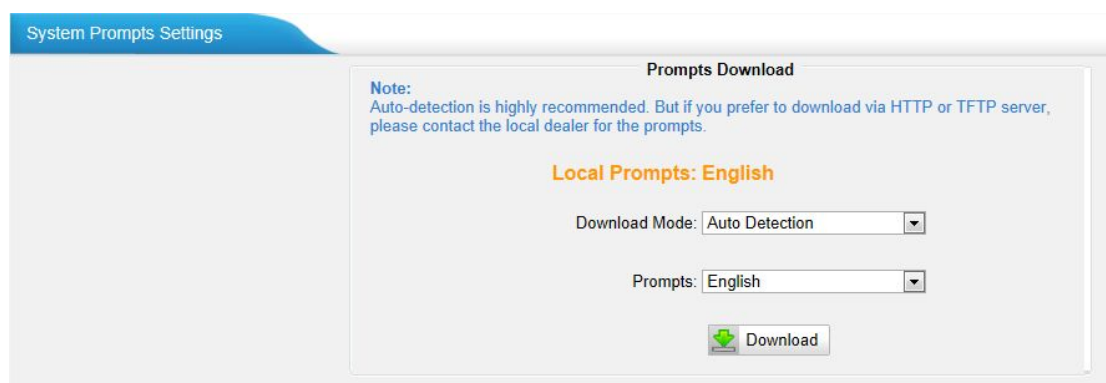 System Prompts Settings
Prompts Download
Note:
Auto-detection is highly recommended. But if you prefer to download via HTTP or TFTP server,
please contact the local dealer for the prompts.
Local Prompts: English
Download Mode: Auto Detection
Prompts: English
Download